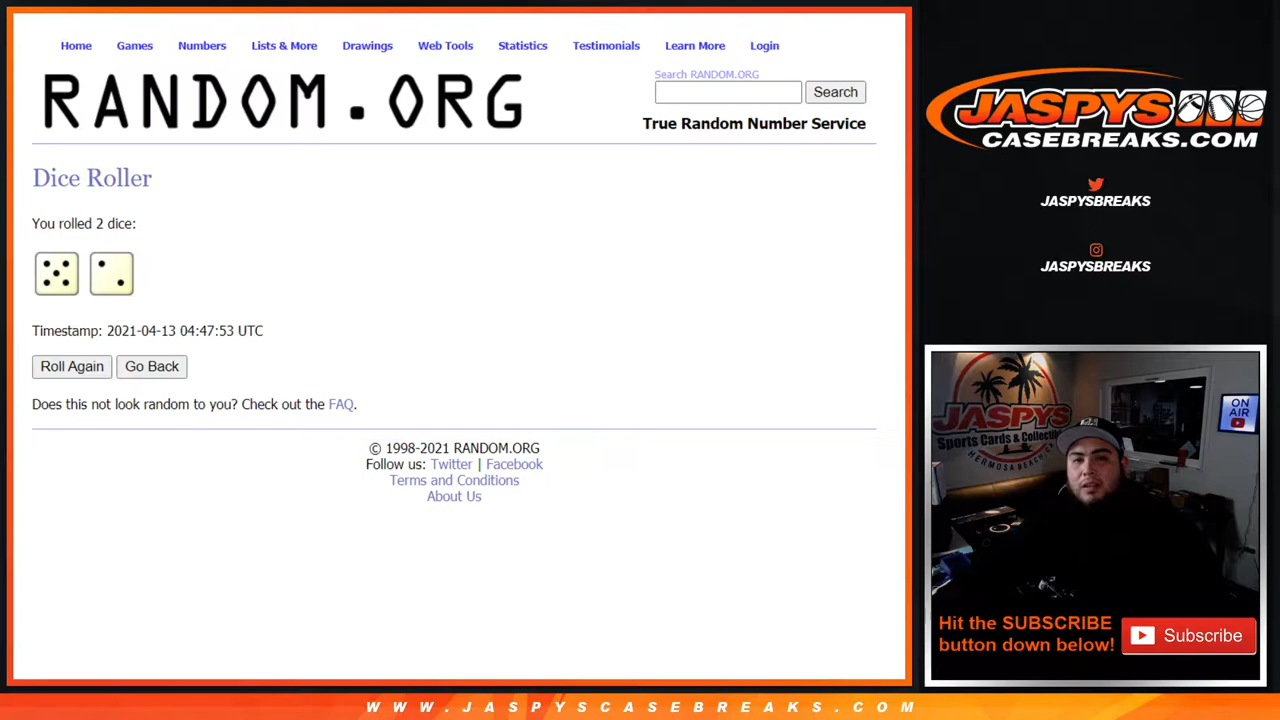 Home Games Numbers Lists & More Drawings Web Tools Statistics Testimonials Learn More Login
RANDOM.ORG
Search RANDOM.ORG
Search
True Random Number Service
Dice Roller
You rolled 2 dice:
Timestamp: 2021-04-13 04:47:53 UTC
Roll Again Go Back
Does this not look random to you? Check out the FAQ.
© 1998-2021 RANDOM.ORG
Follow us: Twitter | Facebook
Terms and Conditions
About Us
JASPYS
CASEBREAKS.COM
JASPYSBREAKS
JASPYSBREAKS
JASPYS
Sports Cards & Collectibles
HERMOSA BEACH, CA
ON
AIR
Hit the SUBSCRIBE
button down below!
Subscribe
WWW.JASPYSCASEBREAKS.COM